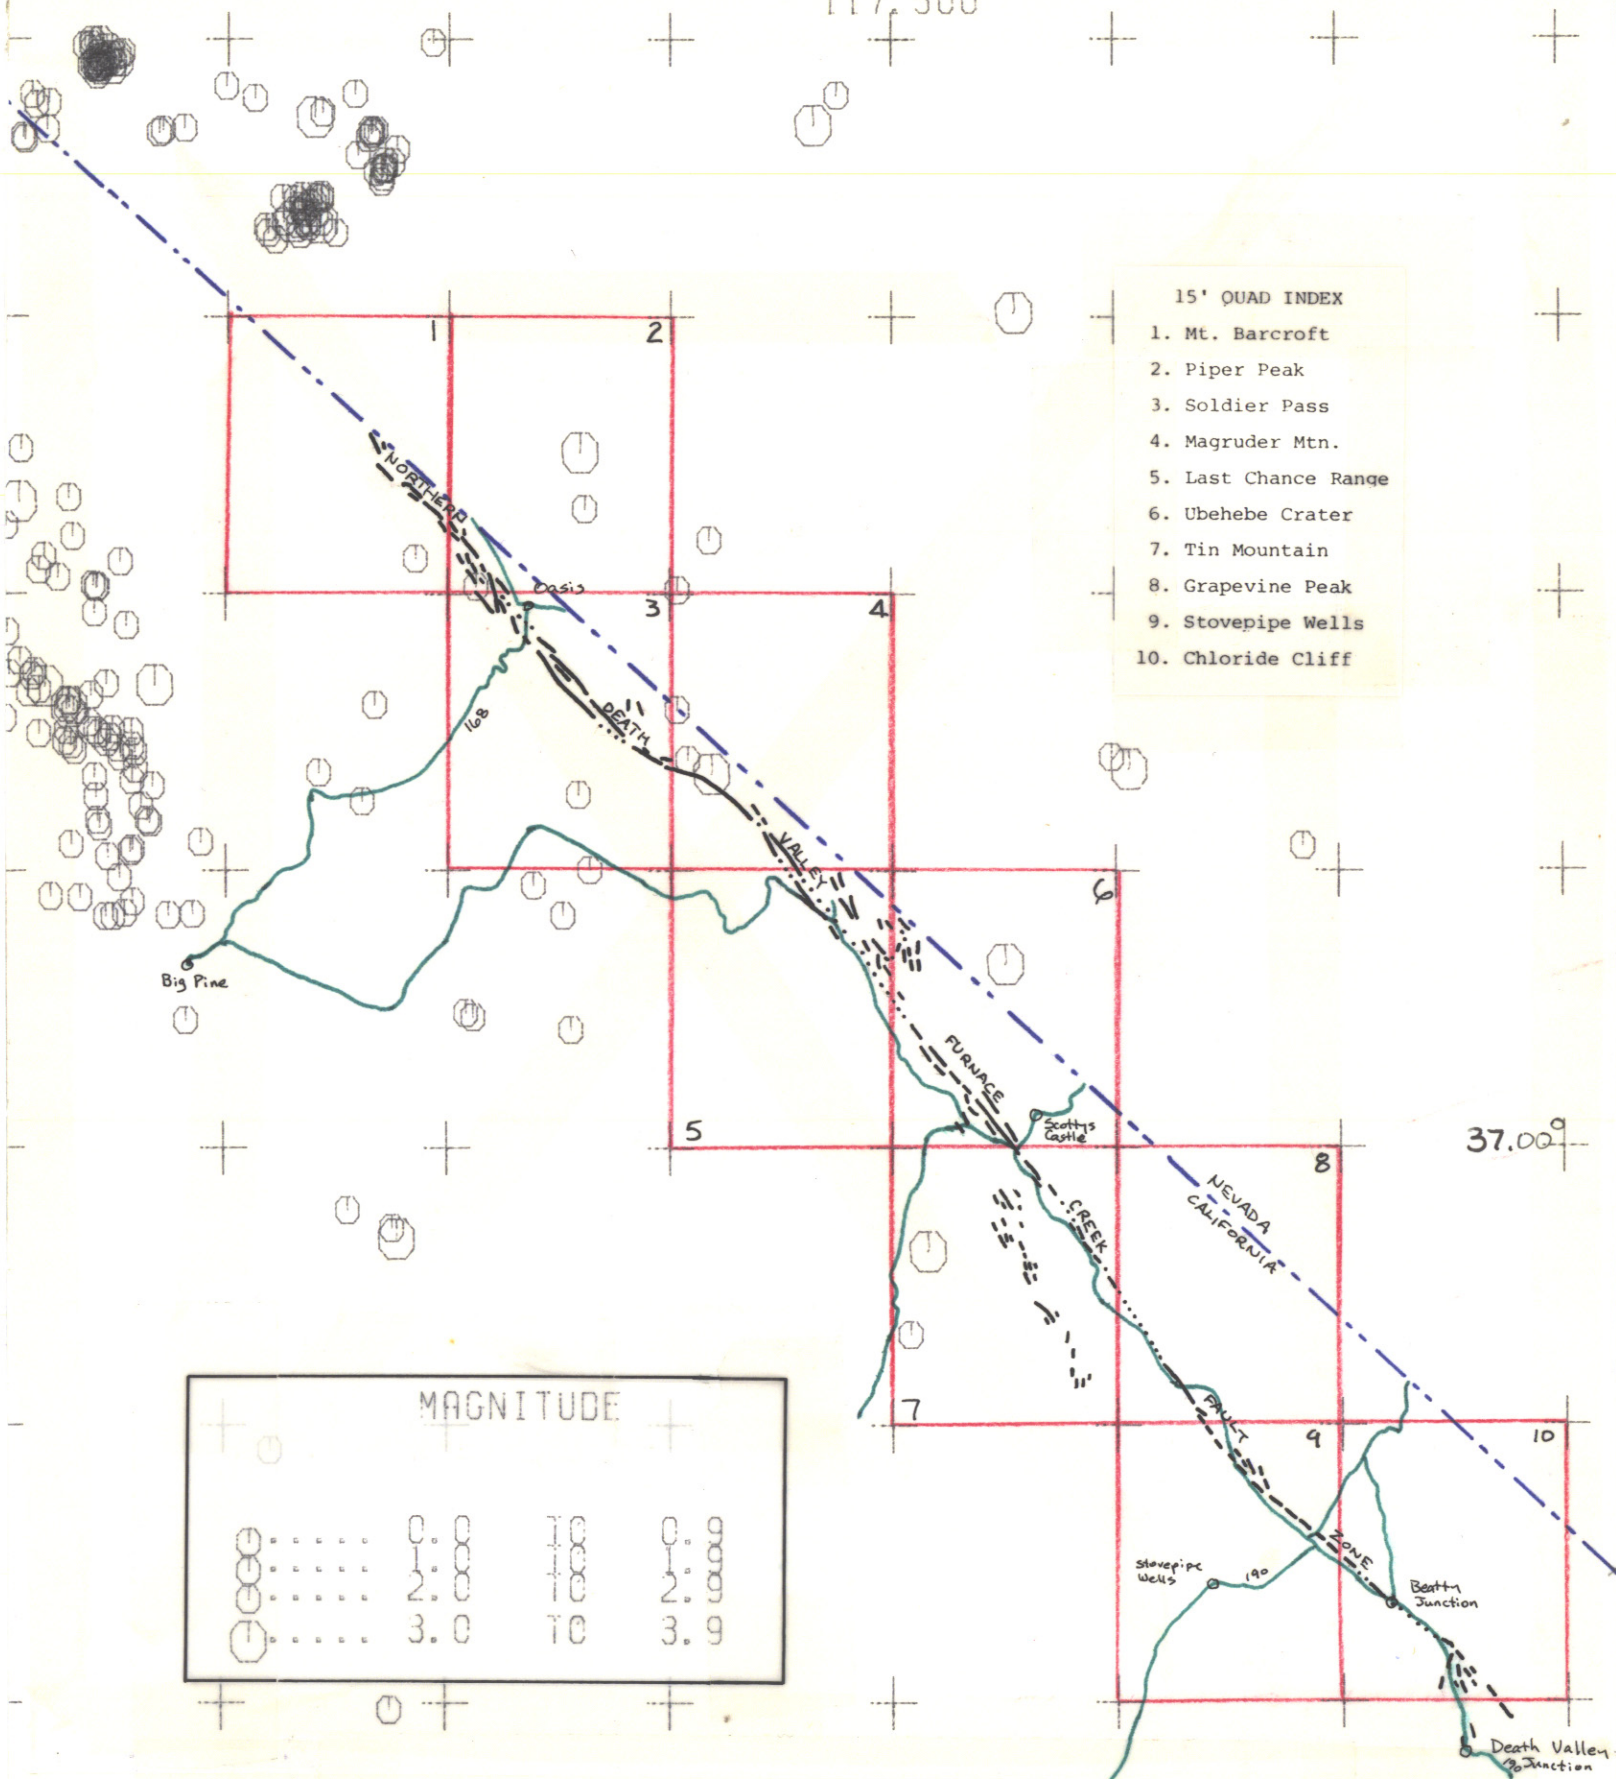 117.500
15' QUAD INDEX
1. Mt. Barcroft
2. Piper Peak
3. Soldier Pass
4. Magruder Mtn.
5. Last Chance Range
6. Ubehebe Crater
7. Tin Mountain
8. Grapevine Peak
9. Stovepipe Wells
10. Chloride Cliff
1
2
NORTHERN
Oasis
3
4
168
DEATH
VALLEY
6
Big Pine
FURNACE
Scottys
Castle
5
37.00°
8
NEVADA
CALIFORNIA
CREEK
7
FAULT
9
10
ZONE
Stovepipe
Wells
190
Beatty
Junction
Death Valley
190 Junction
MAGNITUDE
0.0 TO 0.9
1.0 TO 1.9
2.0 TO 2.9
3.0 TO 3.9